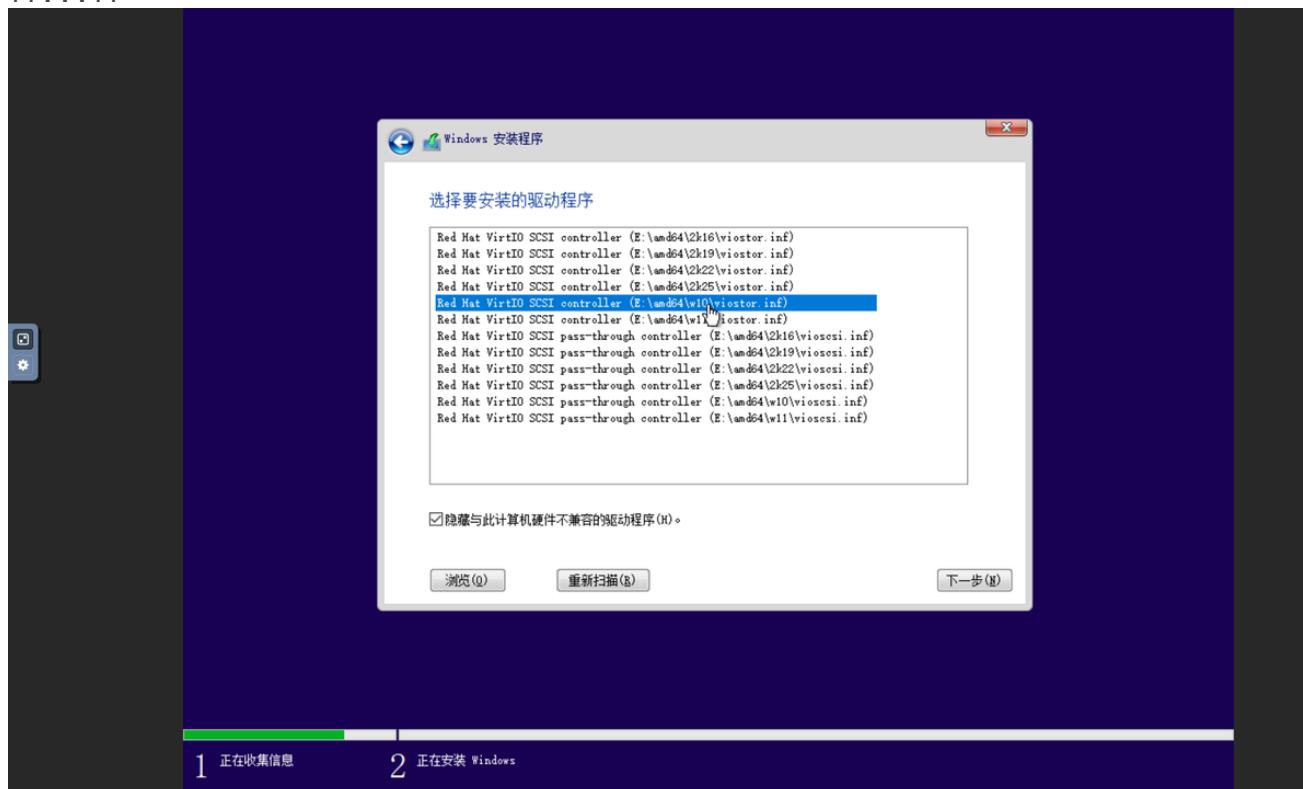 Windows 安装程序
选择要安装的驱动程序
Red Hat VirtIO SCSI controller (E:\amd64\2k16\viostor.inf)
Red Hat VirtIO SCSI controller (E:\amd64\2k19\viostor.inf)
Red Hat VirtIO SCSI controller (E:\amd64\2k22\viostor.inf)
Red Hat VirtIO SCSI controller (E:\amd64\2k25\viostor.inf)
Red Hat VirtIO SCSI controller (E:\amd64\w10\viostor.inf)
Red Hat VirtIO SCSI controller (E:\amd64\w11\viostor.inf)
Red Hat VirtIO SCSI pass-through controller (E:\amd64\2k16\vioscsi.inf)
Red Hat VirtIO SCSI pass-through controller (E:\amd64\2k19\vioscsi.inf)
Red Hat VirtIO SCSI pass-through controller (E:\amd64\2k22\vioscsi.inf)
Red Hat VirtIO SCSI pass-through controller (E:\amd64\2k25\vioscsi.inf)
Red Hat VirtIO SCSI pass-through controller (E:\amd64\w10\vioscsi.inf)
Red Hat VirtIO SCSI pass-through controller (E:\amd64\w11\vioscsi.inf)
隐藏与此计算机硬件不兼容的驱动程序(H)。
浏览(O) 重新扫描(R) 下一步(N)
1 正在收集信息 2 正在安装 Windows